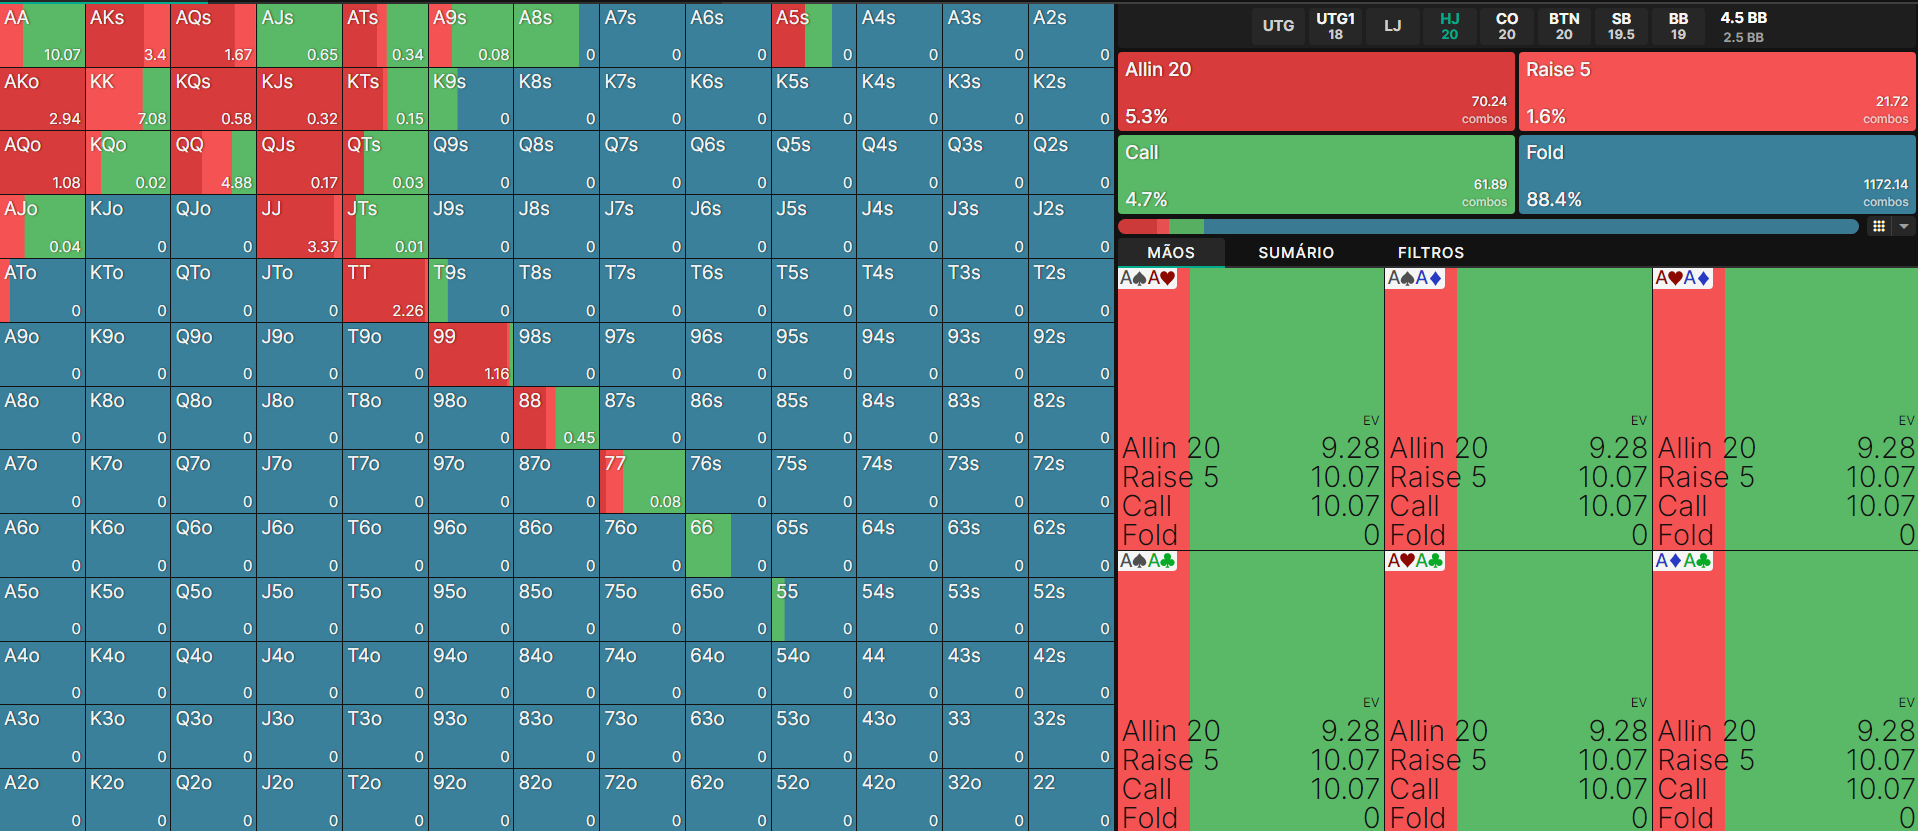 UTG UTG1 LJ HJ CO BTN SB BB 4.5 BB
18 20 20 20 19.5 19 2.5 BB
Allin 20 Raise 5
70.24 21.72
5.3% combos 1.6% combos
Call Fold
61.89 1172.14
4.7% combos 88.4% combos
MÃOS SUMÁRIO FILTROS
AA AKs AQs AJs ATs A9s A8s A7s A6s A5s A4s A3s A2s
10.07 3.4 1.67 0.65 0.34 0.08 0 0 0 0 0 0 0
AKo KK KQs KJs KTs K9s K8s K7s K6s K5s K4s K3s K2s
2.94 7.08 0.58 0.32 0.15 0 0 0 0 0 0 0 0
AQo KQo QQ QJs QTs Q9s Q8s Q7s Q6s Q5s Q4s Q3s Q2s
1.08 0.02 4.88 0.17 0.03 0 0 0 0 0 0 0 0
AJo KJo QJo JJ JTs J9s J8s J7s J6s J5s J4s J3s J2s
0.04 0 0 3.37 0.01 0 0 0 0 0 0 0 0
ATo KTo QTo JTo TT T9s T8s T7s T6s T5s T4s T3s T2s
0 0 0 0 2.26 0 0 0 0 0 0 0 0
A9o K9o Q9o J9o T9o 99 98s 97s 96s 95s 94s 93s 92s
0 0 0 0 0 1.16 0 0 0 0 0 0 0
A8o K8o Q8o J8o T8o 98o 88 87s 86s 85s 84s 83s 82s
0 0 0 0 0 0 0.45 0 0 0 0 0 0
A7o K7o Q7o J7o T7o 97o 87o 77 76s 75s 74s 73s 72s
0 0 0 0 0 0 0 0.08 0 0 0 0 0
A6o K6o Q6o J6o T6o 96o 86o 76o 66 65s 64s 63s 62s
0 0 0 0 0 0 0 0 0 0 0 0 0
A5o K5o Q5o J5o T5o 95o 85o 75o 65o 55 54s 53s 52s
0 0 0 0 0 0 0 0 0 0 0 0 0
A4o K4o Q4o J4o T4o 94o 84o 74o 64o 54o 44 43s 42s
0 0 0 0 0 0 0 0 0 0 0 0 0
A3o K3o Q3o J3o T3o 93o 83o 73o 63o 53o 43o 33 32s
0 0 0 0 0 0 0 0 0 0 0 0 0
A2o K2o Q2o J2o T2o 92o 82o 72o 62o 52o 42o 32o 22
0 0 0 0 0 0 0 0 0 0 0 0 0
A♠A♥ A♠A♦ A♥A♦
EV EV EV
Allin 20 9.28 Allin 20 9.28 Allin 20 9.28
Raise 5 10.07 Raise 5 10.07 Raise 5 10.07
Call 10.07 Call 10.07 Call 10.07
Fold 0 Fold 0 Fold 0
A♠A♣ A♥A♣ A♦A♣
EV EV EV
Allin 20 9.28 Allin 20 9.28 Allin 20 9.28
Raise 5 10.07 Raise 5 10.07 Raise 5 10.07
Call 10.07 Call 10.07 Call 10.07
Fold 0 Fold 0 Fold 0